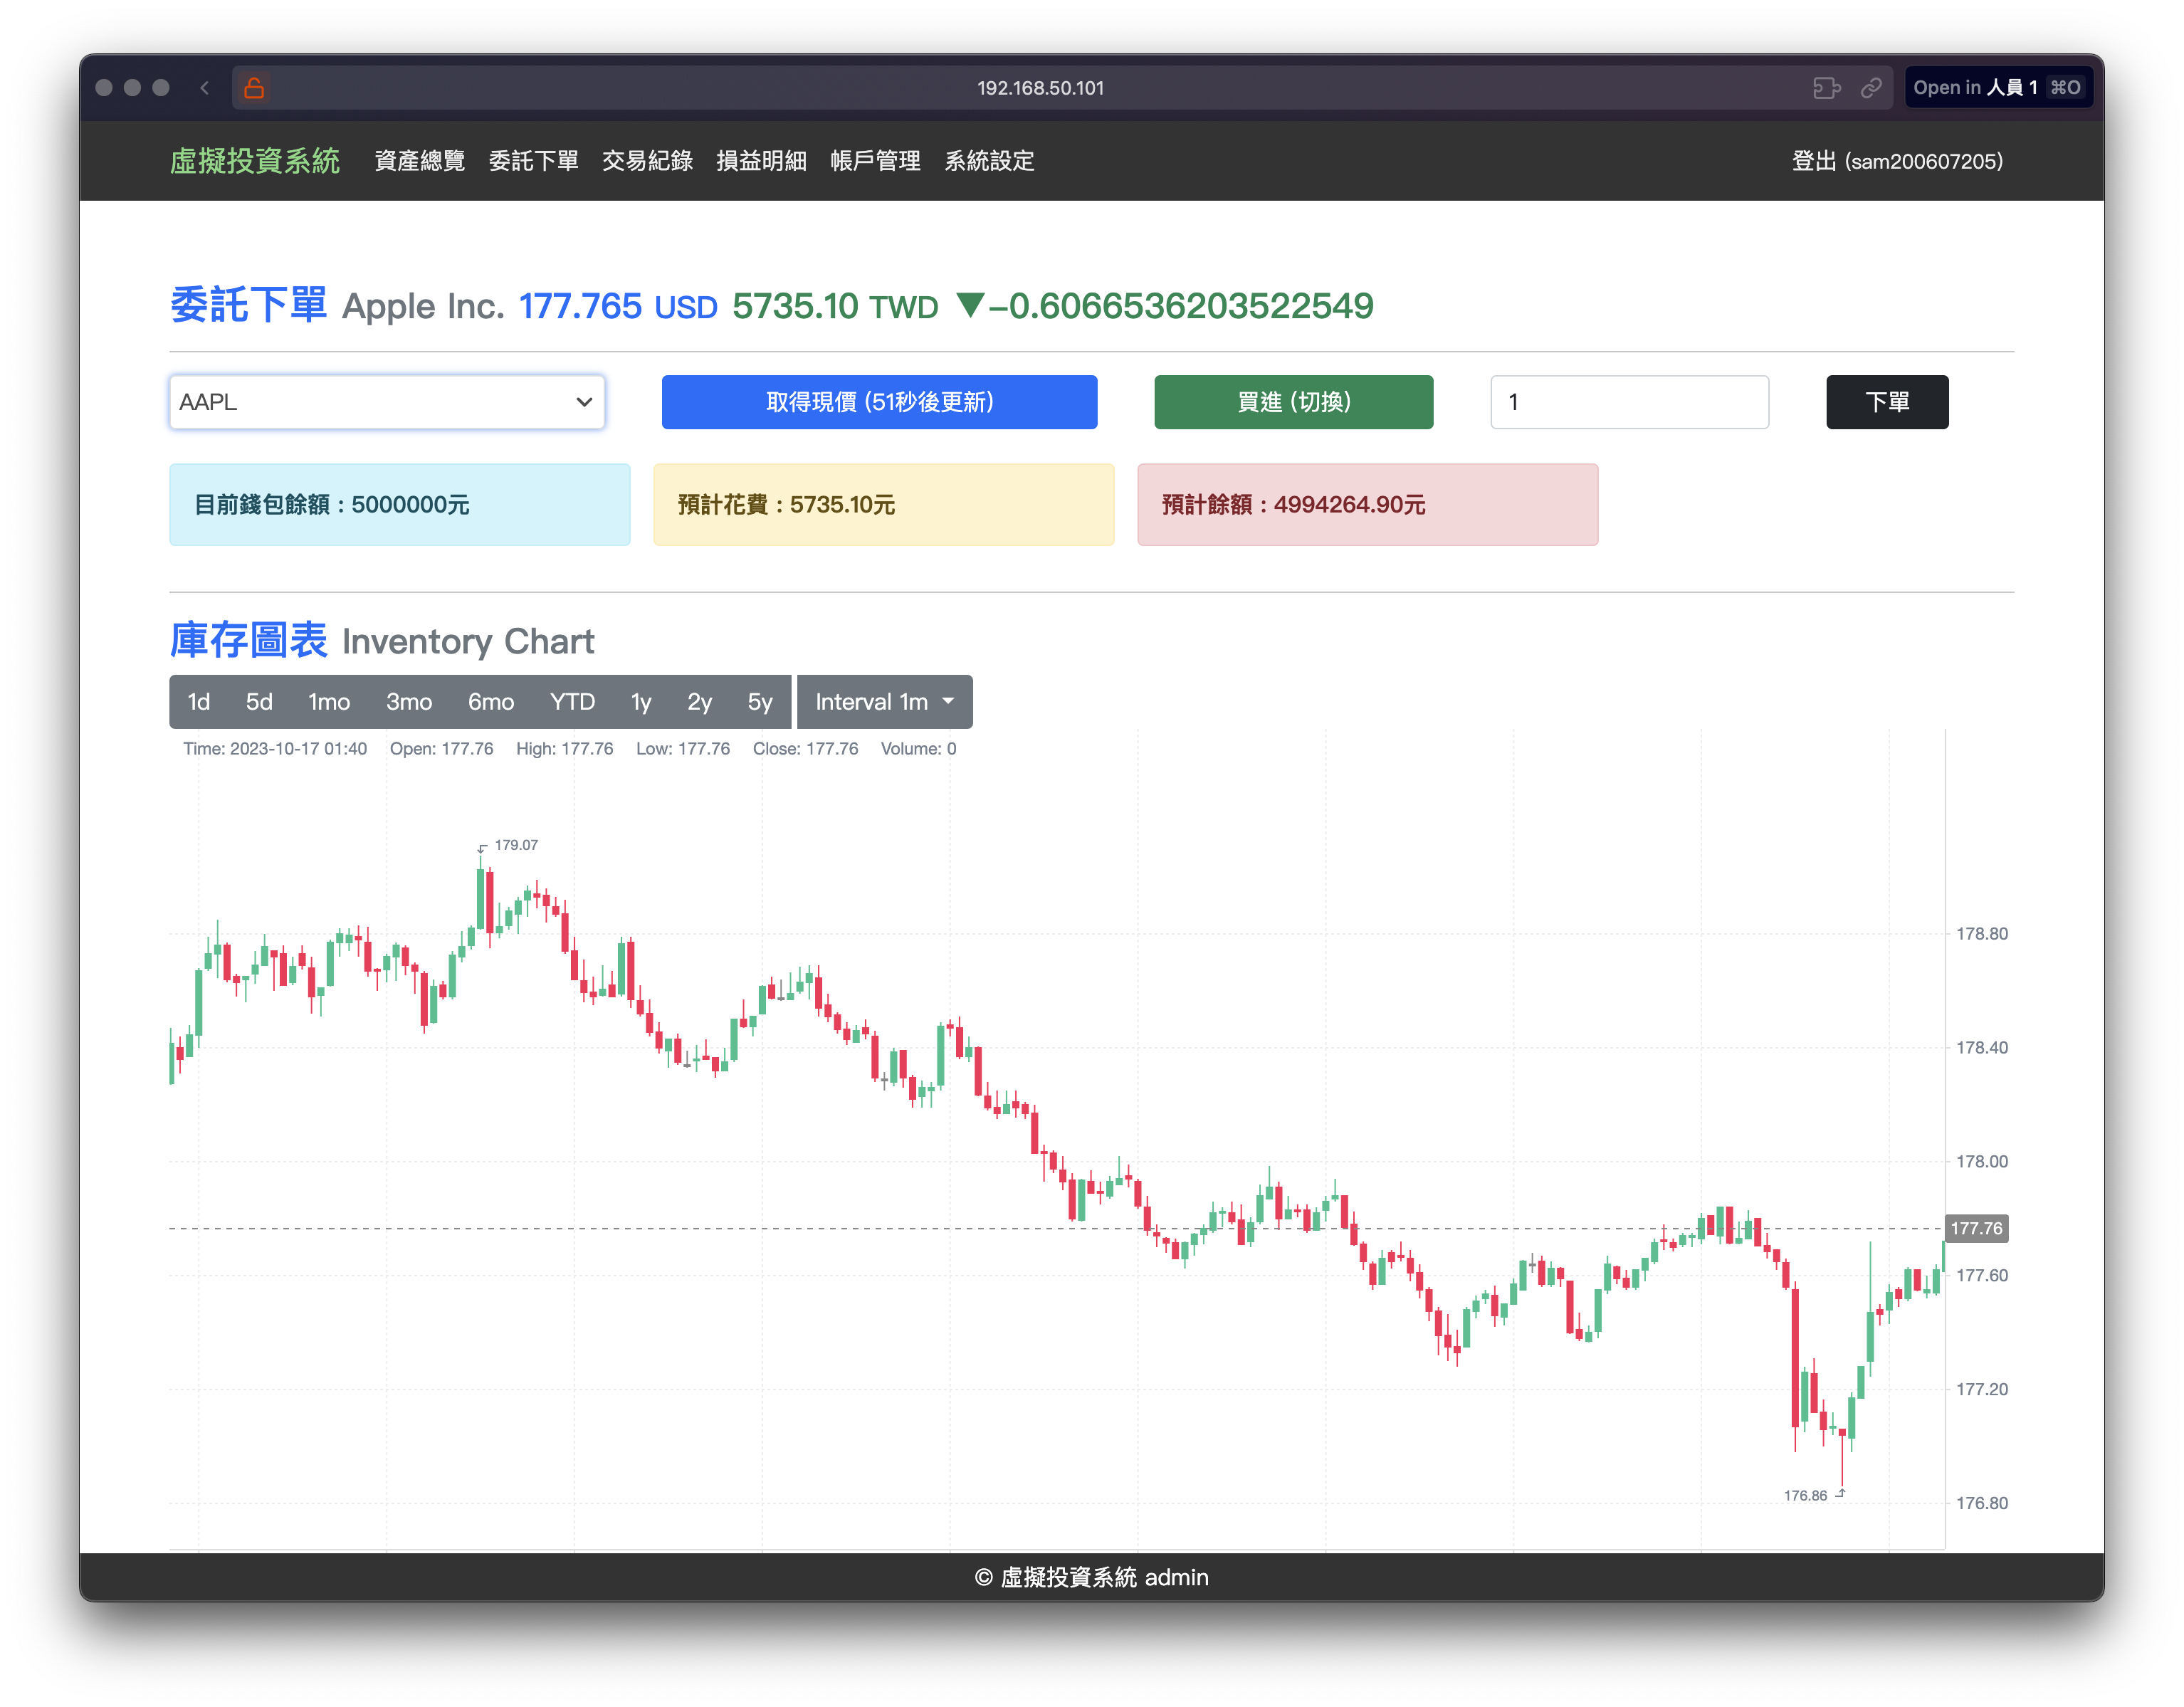 192.168.50.101
Open in 人員 1 ⌘O
虛擬投資系統 資產總覽 委託下單 交易紀錄 損益明細 帳戶管理 系統設定 登出 (sam200607205)
委託下單 Apple Inc. 177.765 USD 5735.10 TWD ▼-0.6066536203522549
AAPL 取得現價 (51秒後更新) 買進 (切換) 1 下單
目前錢包餘額：5000000元 預計花費：5735.10元 預計餘額：4994264.90元
庫存圖表 Inventory Chart
1d 5d 1mo 3mo 6mo YTD 1y 2y 5y Interval 1m
Time: 2023-10-17 01:40 Open: 177.76 High: 177.76 Low: 177.76 Close: 177.76 Volume: 0
179.07
178.80
178.40
178.00
177.76
177.60
177.20
176.86
176.80
© 虛擬投資系統 admin